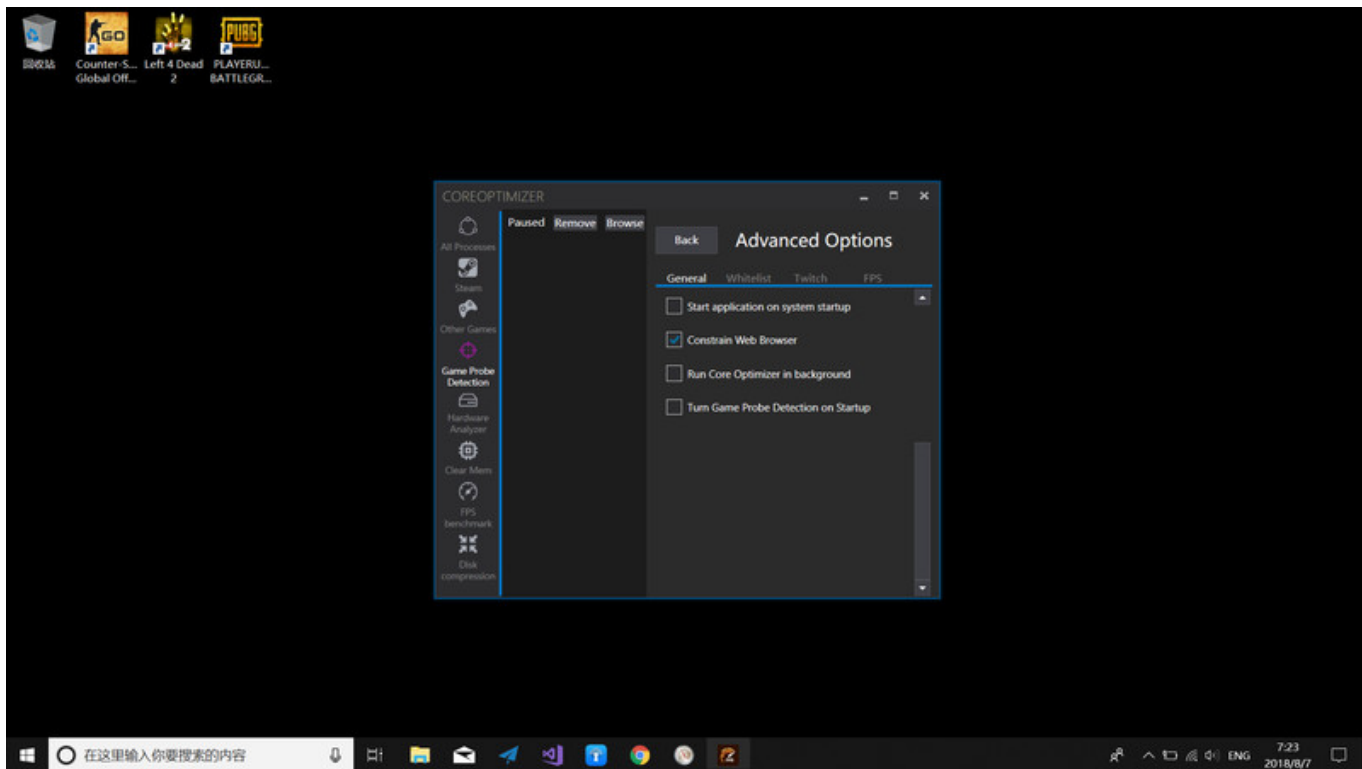 GO
2
PUBG
回收站
Counter-S...
Global Off...
Left 4 Dead
2
PLAYERU...
BATTLEGR...
COREOPTIMIZER
All Processes
Steam
Other Games
Game Probe
Detection
Hardware
Analyzer
Clear Mem
FPS
benchmark
Disk
compression
Paused Remove Browse
Back Advanced Options
General Whitelist Twitch FPS
Start application on system startup
Constrain Web Browser
Run Core Optimizer in background
Turn Game Probe Detection on Startup
在这里输入你要搜索的内容
ENG
7:23
2018/8/7